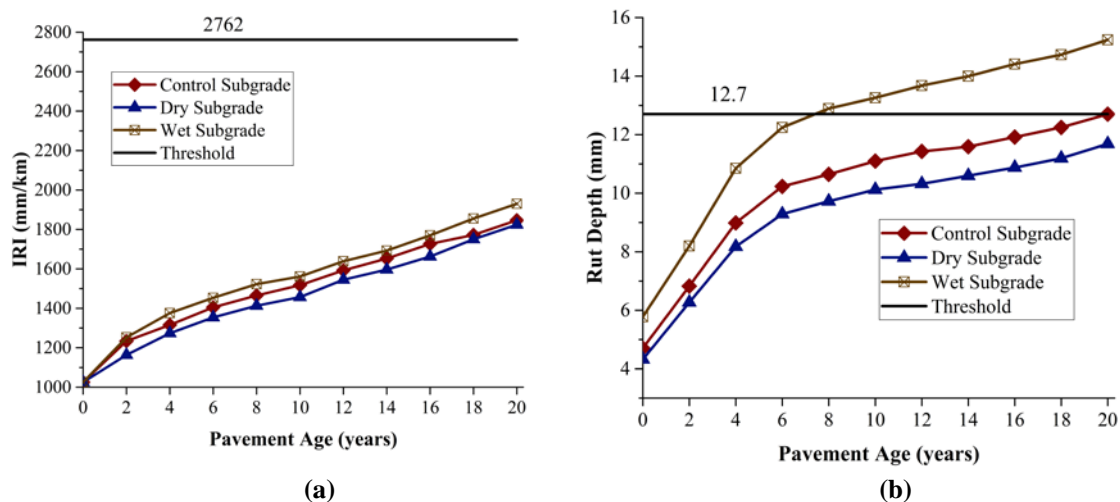 2800
2600
2400
2200
2000
1800
1600
1400
1200
1000
IRI (mm/km)
2762
Control Subgrade
Dry Subgrade
Wet Subgrade
Threshold
0 2 4 6 8 10 12 14 16 18 20
Pavement Age (years)
(a)
16
14
12
10
8
6
4
Rut Depth (mm)
12.7
Control Subgrade
Dry Subgrade
Wet Subgrade
Threshold
0 2 4 6 8 10 12 14 16 18 20
Pavement Age (years)
(b)